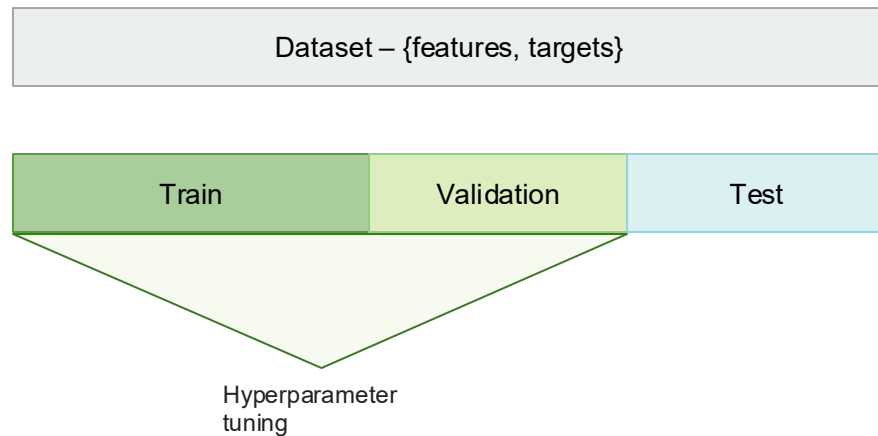 Dataset – {features, targets}
Train
Validation
Test
Hyperparameter
tuning